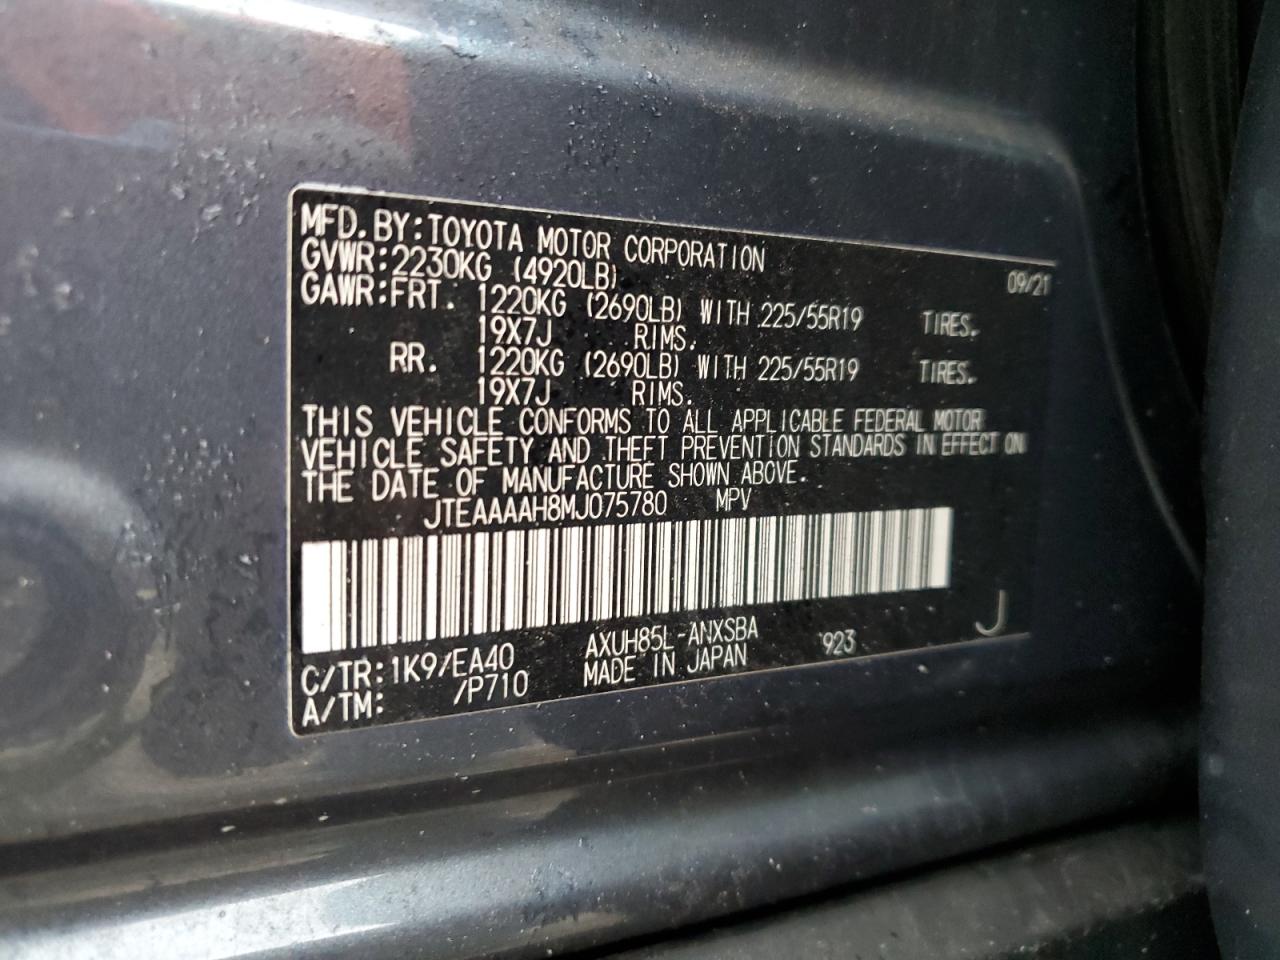 MFD. BY: TOYOTA MOTOR CORPORATION 09/21
GVWR: 2230KG (4920LB)
GAWR: FRT. 1220KG (2690LB) WITH 225/55R19 TIRES.
19X7J RIMS.
RR. 1220KG (2690LB) WITH 225/55R19 TIRES.
19X7J RIMS.
THIS VEHICLE CONFORMS TO ALL APPLICABLE FEDERAL MOTOR
VEHICLE SAFETY AND THEFT PREVENTION STANDARDS IN EFFECT ON
THE DATE OF MANUFACTURE SHOWN ABOVE.
JTEAAAAH8MJ075780 MPV
C/TR: 1K9/EA40 AXUH85L-ANXSBA 923 J
A/TM: /P710 MADE IN JAPAN